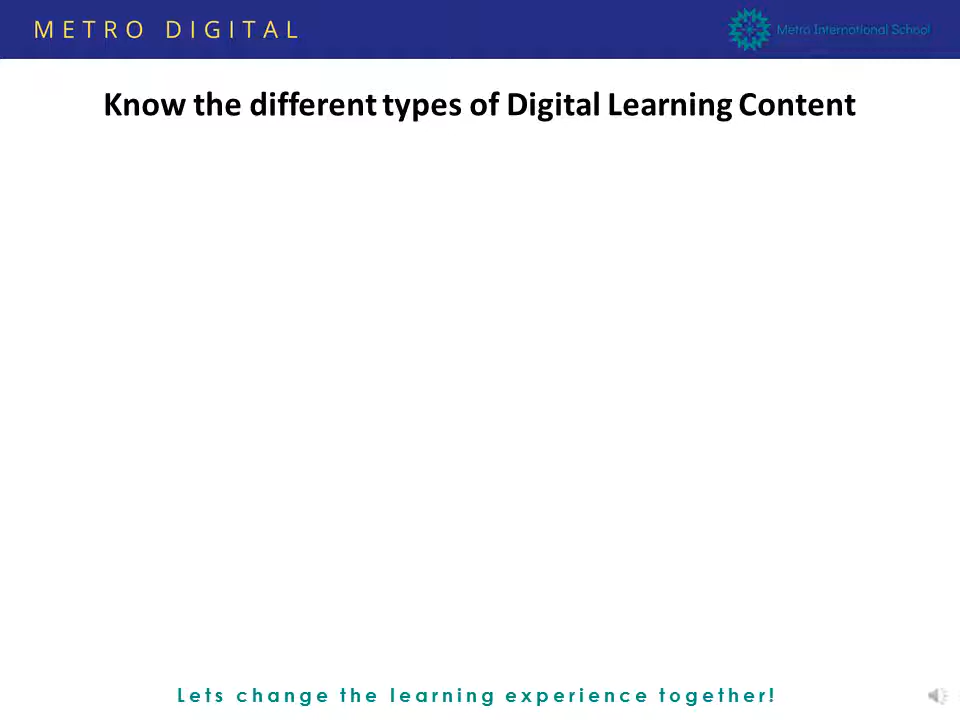 METRO DIGITAL
Metro International School
Know the different types of Digital Learning Content
Lets change the learning experience together!